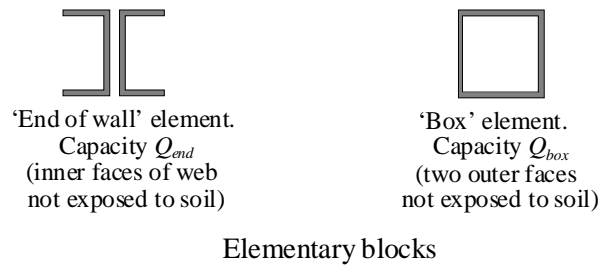 ‘End of wall’ element.
Capacity Qend
(inner faces of web
not exposed to soil)
‘Box’ element.
Capacity Qbox
(two outer faces
not exposed to soil)
Elementary blocks